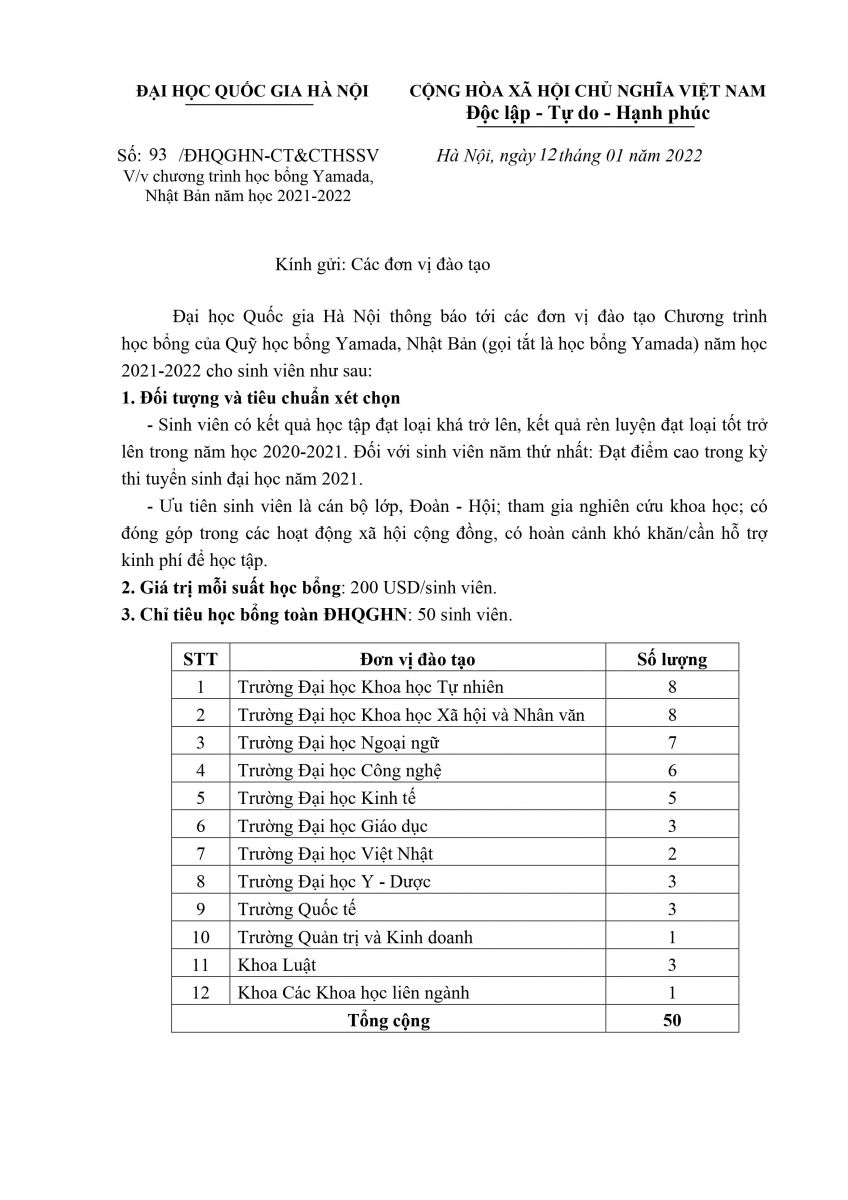 ĐẠI HỌC QUỐC GIA HÀ NỘI
CỘNG HÒA XÃ HỘI CHỦ NGHĨA VIỆT NAM
Độc lập - Tự do - Hạnh phúc
Số: 93 /ĐHQGHN-CT&CTHSSV
Hà Nội, ngày 12 tháng 01 năm 2022
V/v chương trình học bổng Yamada,
Nhật Bản năm học 2021-2022
Kính gửi: Các đơn vị đào tạo
Đại học Quốc gia Hà Nội thông báo tới các đơn vị đào tạo Chương trình
học bổng của Quỹ học bổng Yamada, Nhật Bản (gọi tắt là học bổng Yamada) năm học
2021-2022 cho sinh viên như sau:
1. Đối tượng và tiêu chuẩn xét chọn
- Sinh viên có kết quả học tập đạt loại khá trở lên, kết quả rèn luyện đạt loại tốt trở
lên trong năm học 2020-2021. Đối với sinh viên năm thứ nhất: Đạt điểm cao trong kỳ
thi tuyển sinh đại học năm 2021.
- Ưu tiên sinh viên là cán bộ lớp, Đoàn - Hội; tham gia nghiên cứu khoa học; có
đóng góp trong các hoạt động xã hội cộng đồng, có hoàn cảnh khó khăn/cần hỗ trợ
kinh phí để học tập.
2. Giá trị mỗi suất học bổng: 200 USD/sinh viên.
3. Chỉ tiêu học bổng toàn ĐHQGHN: 50 sinh viên.
STT Đơn vị đào tạo Số lượng
1 Trường Đại học Khoa học Tự nhiên 8
2 Trường Đại học Khoa học Xã hội và Nhân văn 8
3 Trường Đại học Ngoại ngữ 7
4 Trường Đại học Công nghệ 6
5 Trường Đại học Kinh tế 5
6 Trường Đại học Giáo dục 3
7 Trường Đại học Việt Nhật 2
8 Trường Đại học Y - Dược 3
9 Trường Quốc tế 3
10 Trường Quản trị và Kinh doanh 1
11 Khoa Luật 3
12 Khoa Các Khoa học liên ngành 1
Tổng cộng 50